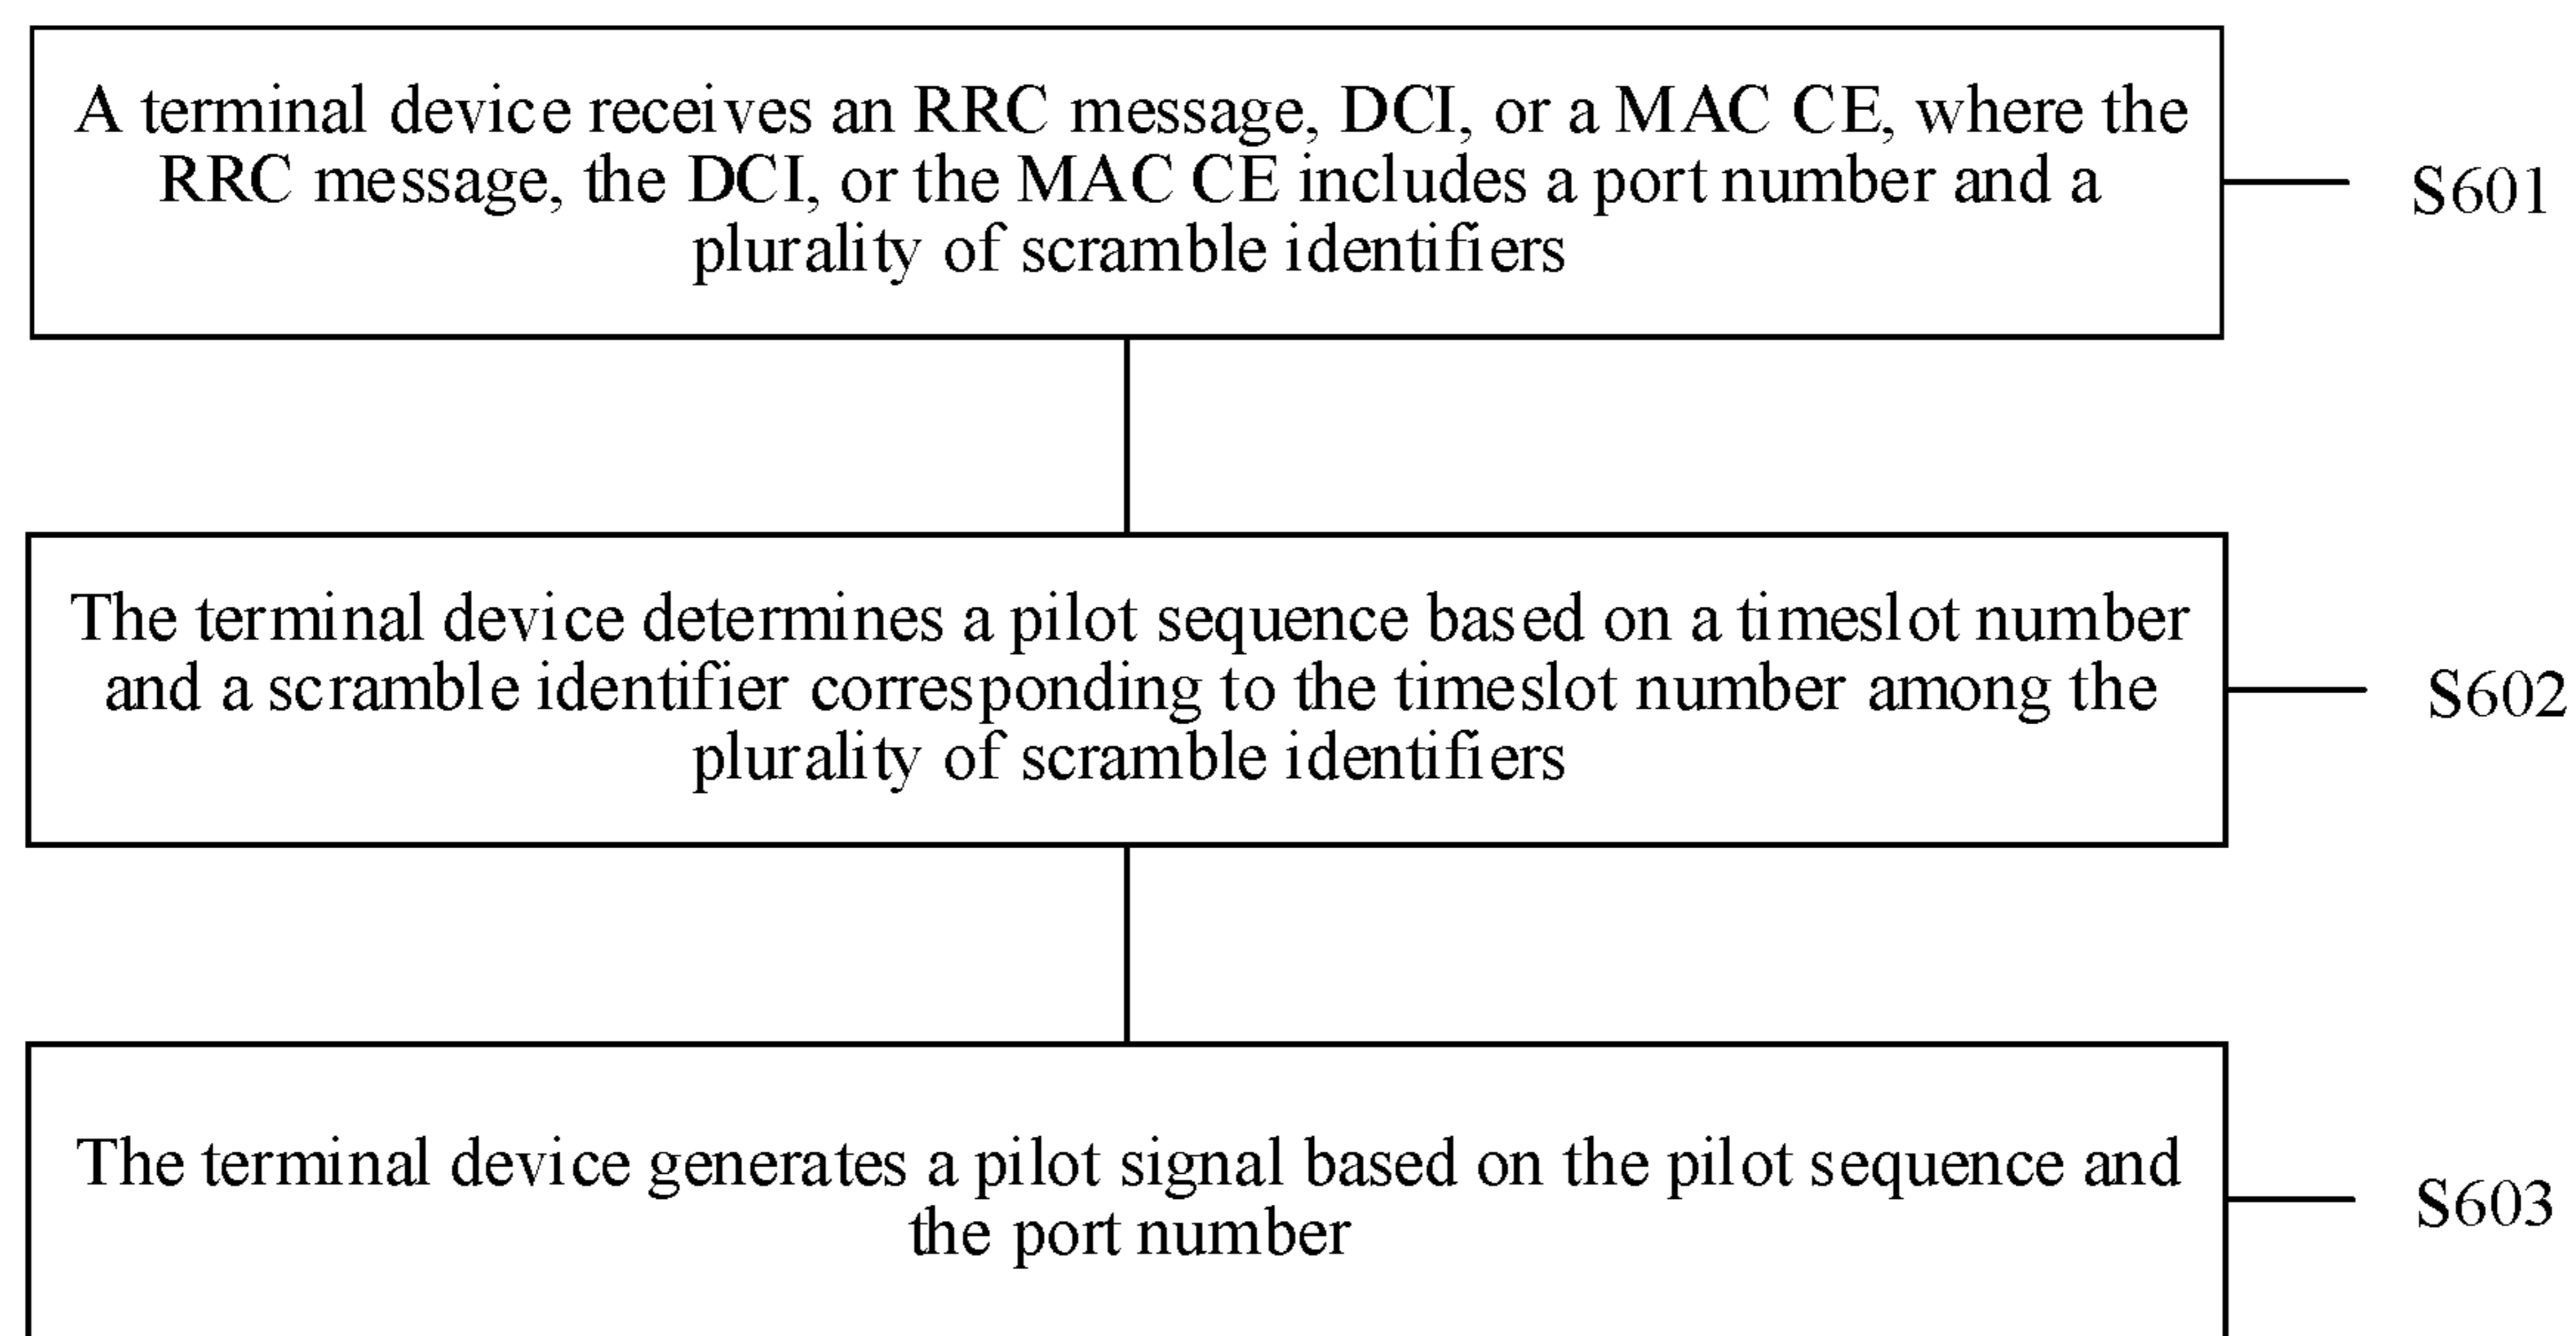 A terminal device receives an RRC message, DCI, or a MAC CE, where the
RRC message, the DCI, or the MAC CE includes a port number and a
plurality of scramble identifiers
S601
The terminal device determines a pilot sequence based on a timeslot number
and a scramble identifier corresponding to the timeslot number among the
plurality of scramble identifiers
S602
The terminal device generates a pilot signal based on the pilot sequence and
the port number
S603